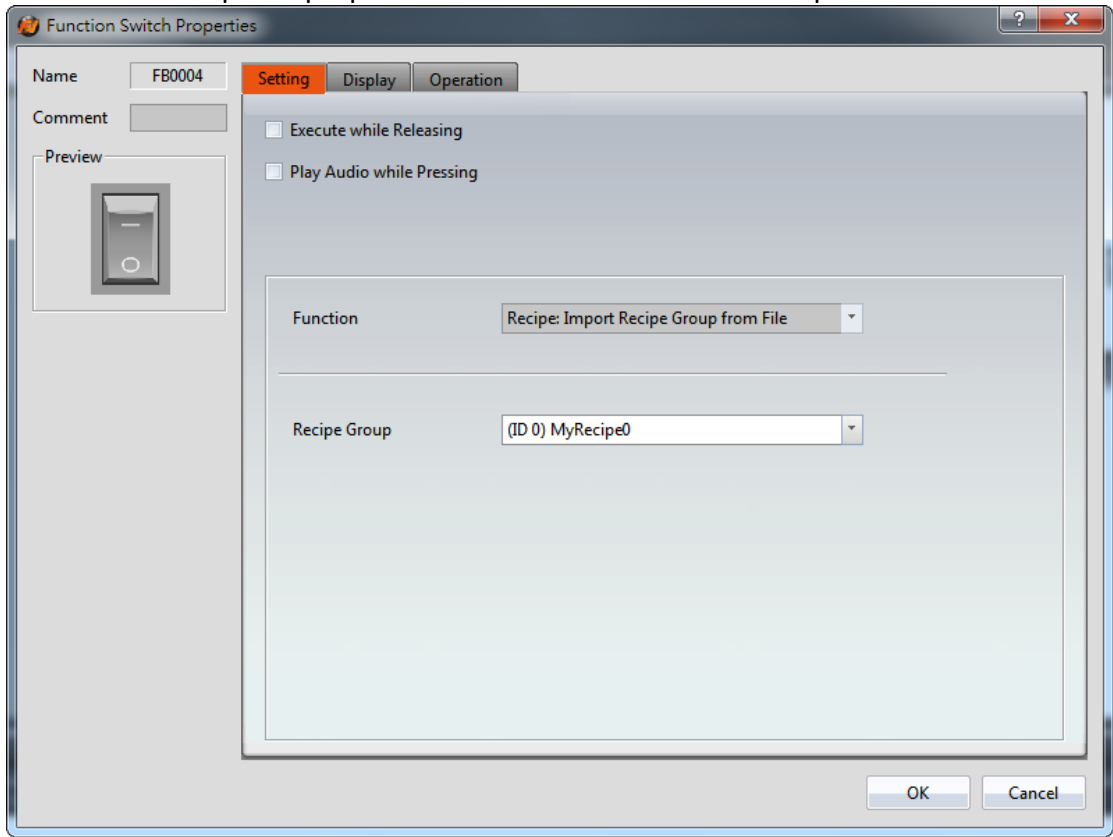 Function Switch Properties
Name FB0004
Setting Display Operation
Comment
Execute while Releasing
Preview
Play Audio while Pressing
Function Recipe: Import Recipe Group from File
Recipe Group (ID 0) MyRecipe0
OK Cancel